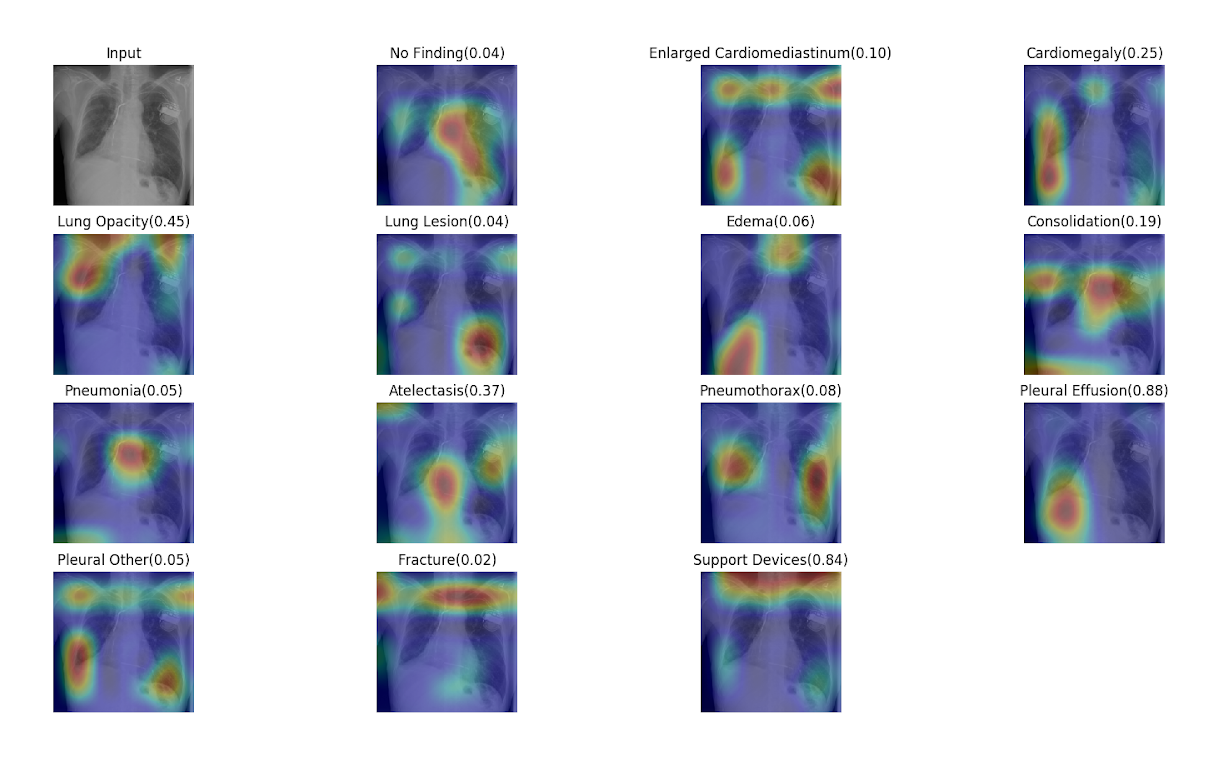 Input
No Finding(0.04)
Enlarged Cardiomediastinum(0.10)
Cardiomegaly(0.25)
Lung Opacity(0.45)
Lung Lesion(0.04)
Edema(0.06)
Consolidation(0.19)
Pneumonia(0.05)
Atelectasis(0.37)
Pneumothorax(0.08)
Pleural Effusion(0.88)
Pleural Other(0.05)
Fracture(0.02)
Support Devices(0.84)